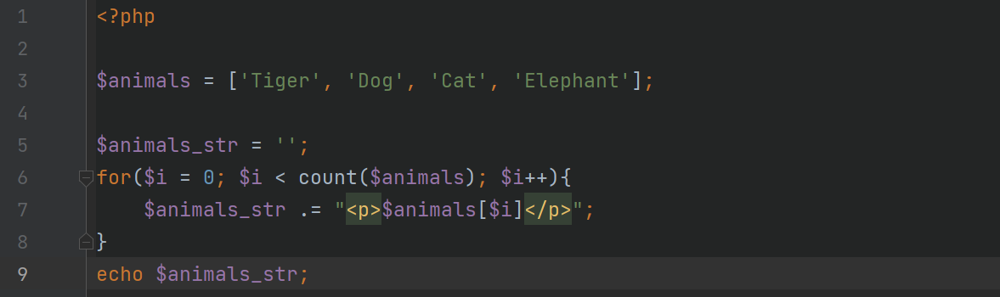 1 <?php
2
3 $animals = ['Tiger', 'Dog', 'Cat', 'Elephant'];
4
5 $animals_str = '';
6 for($i = 0; $i < count($animals); $i++){
7     $animals_str .= "<p>$animals[$i]</p>";
8 }
9 echo $animals_str;